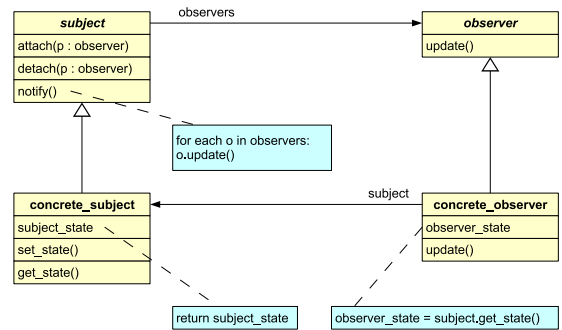 subject
observers
observer
attach(p : observer)
update()
detach(p : observer)
notify()
for each o in observers:
o.update()
concrete_subject
subject
concrete_observer
subject_state
observer_state
set_state()
update()
get_state()
return subject_state
observer_state = subject.get_state()